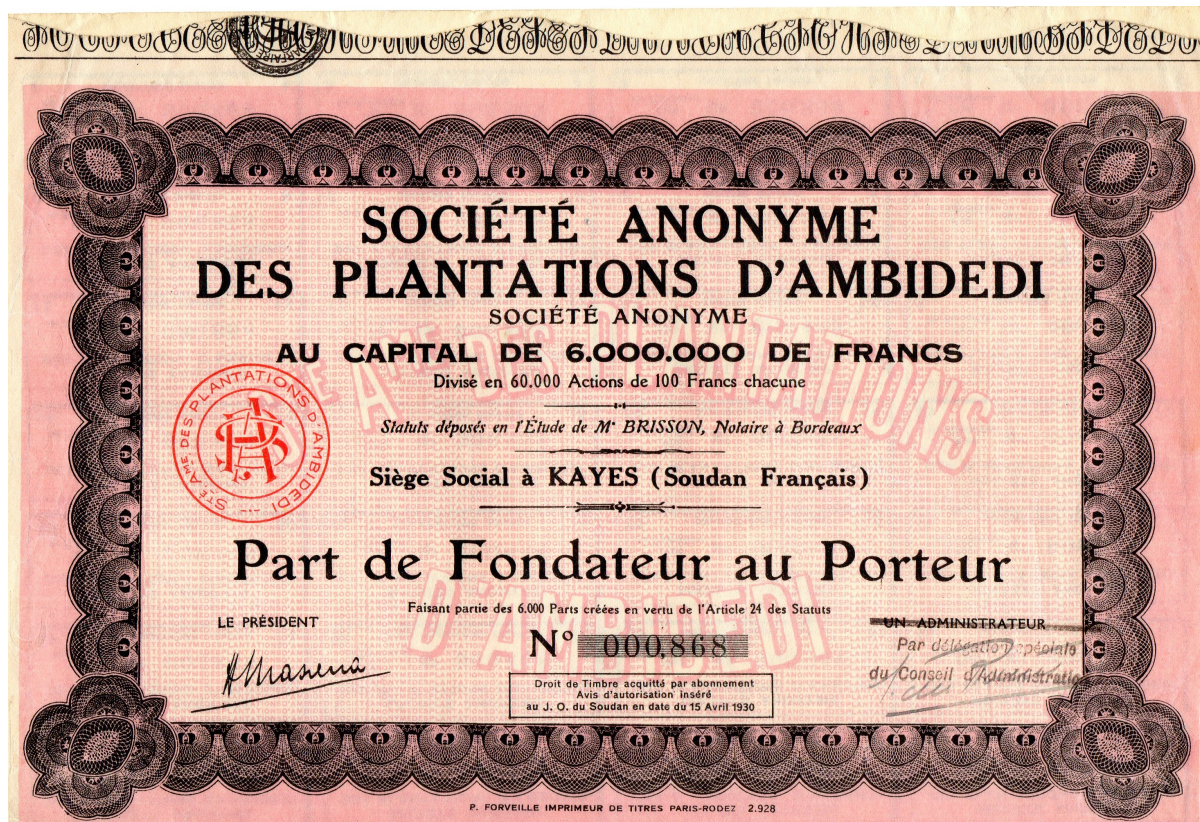 SOCIÉTÉ ANONYME
DES PLANTATIONS D'AMBIDEDI
SOCIÉTÉ ANONYME
AU CAPITAL DE 6.000.000 DE FRANCS
Divisé en 60.000 Actions de 100 Francs chacune
Statuts déposés en l'Étude de Me BRISSON, Notaire à Bordeaux
Siège Social à KAYES (Soudan Français)
STÉ AME DES PLANTATIONS D'AMBIDEDI
Part de Fondateur au Porteur
Faisant partie des 6.000 Parts créées en vertu de l'Article 24 des Statuts
LE PRÉSIDENT
No 000,868
UN ADMINISTRATEUR
Par délégation spéciale
du Conseil d'Administration
Droit de Timbre acquitté par abonnement
Avis d'autorisation inséré
au J. O. du Soudan en date du 15 Avril 1930
P. FORVEILLE IMPRIMEUR DE TITRES PARIS-RODEZ 2.928